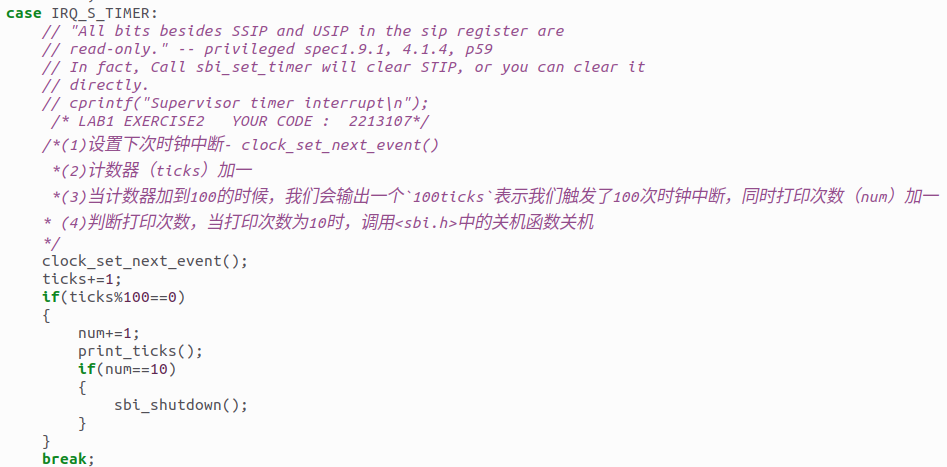 case IRQ_S_TIMER:
    // "All bits besides SSIP and USIP in the sip register are
    // read-only." -- privileged spec1.9.1, 4.1.4, p59
    // In fact, Call sbi_set_timer will clear STIP, or you can clear it
    // directly.
    // cprintf("Supervisor timer interrupt\n");
     /* LAB1 EXERCISE2   YOUR CODE :  2213107*/
    /*(1)设置下次时钟中断- clock_set_next_event()
     *(2)计数器（ticks）加一
     *(3)当计数器加到100的时候，我们会输出一个`100ticks`表示我们触发了100次时钟中断，同时打印次数（num）加一
    * (4)判断打印次数，当打印次数为10时，调用<sbi.h>中的关机函数关机
    */
    clock_set_next_event();
    ticks+=1;
    if(ticks%100==0)
    {
        num+=1;
        print_ticks();
        if(num==10)
        {
            sbi_shutdown();
        }
    }
    break;